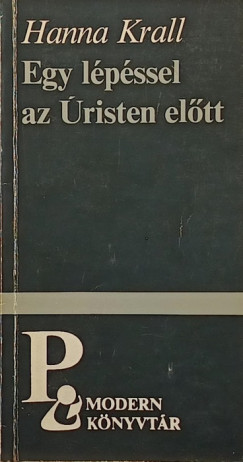 Hanna Krall
Egy lépéssel
az Úristen előtt
P
MODERN
KÖNYVTÁR